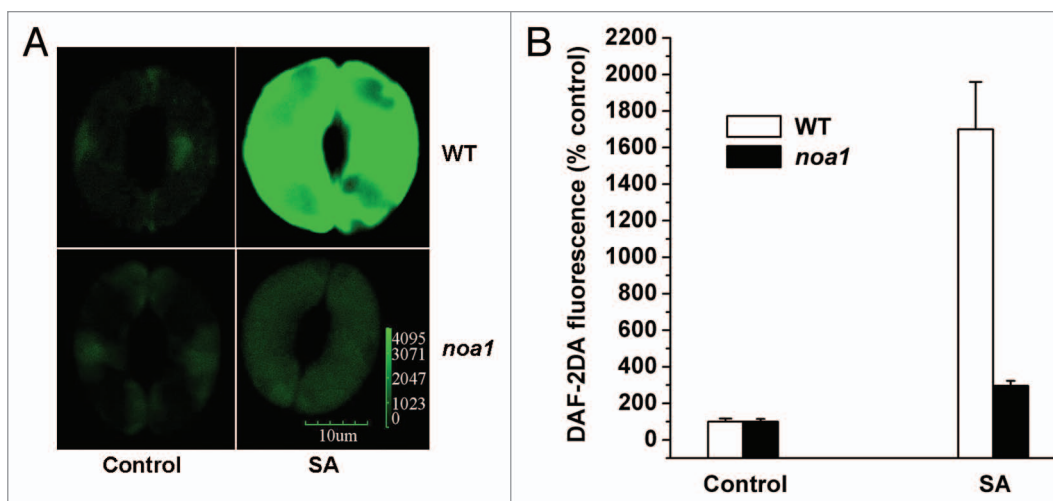 A
WT
noa1
4095
3071
2047
1023
0
10um
Control
SA
B
DAF-2DA fluorescence (% control)
2200
2000
1800
1600
1400
1200
1000
800
600
400
200
0
WT
noa1
Control
SA